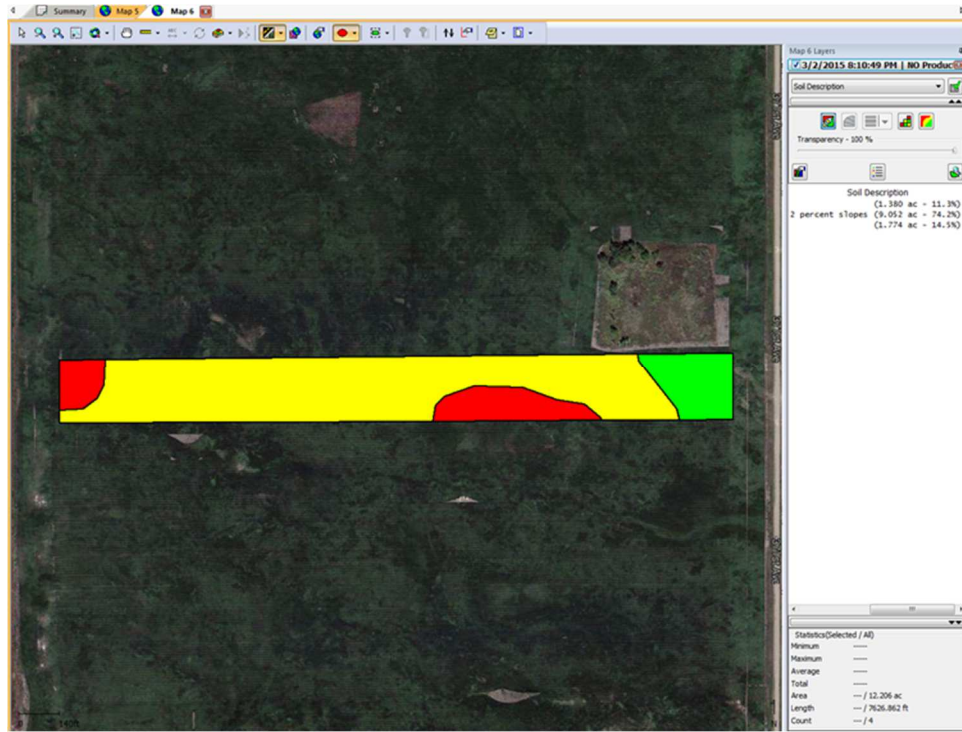 Summary
Map 5
Map 6
Map 6 Layers
3/2/2015 8:10:49 PM | NO Produc
Soil Description
Transparency - 100 %
Soil Description
(1.380 ac - 11.3%)
2 percent slopes (9.052 ac - 74.2%)
(1.774 ac - 14.5%)
Statistics(Selected / All)
Minimum -----
Maximum -----
Average -----
Total -----
Area --- / 12.206 ac
Length --- / 7626.862 ft
Count --- / 4